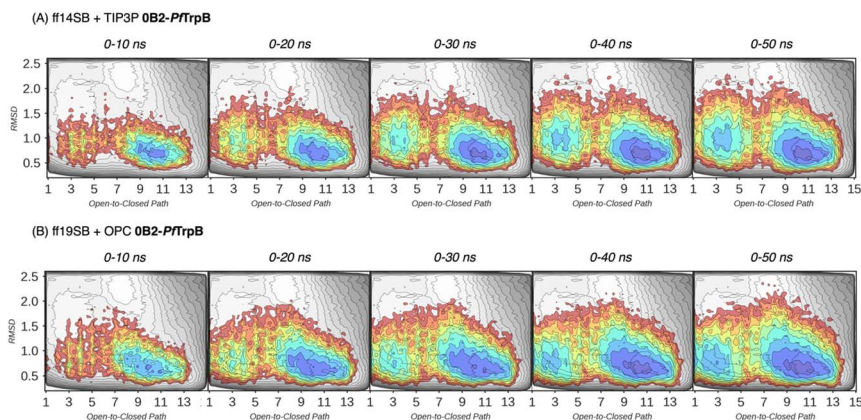 (A) ff14SB + TIP3P 0B2-PfTrpB
0-10 ns 0-20 ns 0-30 ns 0-40 ns 0-50 ns
2.5
2.0
1.5
1.0
0.5
RMSD
1 3 5 7 9 11 13 1 3 5 7 9 11 13 1 3 5 7 9 11 13 1 3 5 7 9 11 13 1 3 5 7 9 11 13 15
Open-to-Closed Path Open-to-Closed Path Open-to-Closed Path Open-to-Closed Path Open-to-Closed Path
(B) ff19SB + OPC 0B2-PfTrpB
0-10 ns 0-20 ns 0-30 ns 0-40 ns 0-50 ns
2.5
2.0
1.5
1.0
0.5
RMSD
1 3 5 7 9 11 13 1 3 5 7 9 11 13 1 3 5 7 9 11 13 1 3 5 7 9 11 13 1 3 5 7 9 11 13 15
Open-to-Closed Path Open-to-Closed Path Open-to-Closed Path Open-to-Closed Path Open-to-Closed Path